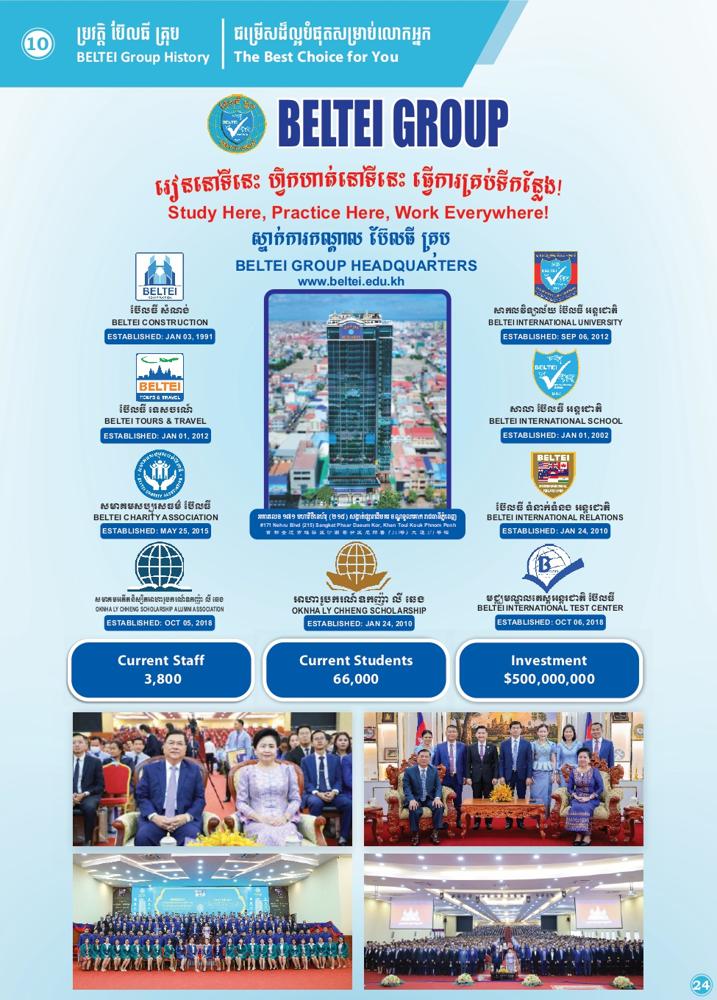 10
ប្រវត្តិ ប៊ែលធី គ្រុប
BELTEI Group History
ជម្រើសដ៏ល្អបំផុតសម្រាប់លោកអ្នក
The Best Choice for You
BELTEI GROUP
រៀននៅទីនេះ ហ្វឹកហាត់នៅទីនេះ ធ្វើការគ្រប់ទីកន្លែង!
Study Here, Practice Here, Work Everywhere!
ស្នាក់ការកណ្តាល ប៊ែលធី គ្រុប
BELTEI GROUP HEADQUARTERS
www.beltei.edu.kh
BELTEI
CONSTRUCTION
ប៊ែលធី សំណង់
BELTEI CONSTRUCTION
ESTABLISHED: JAN 03, 1991
BELTEI
TOURS & TRAVEL
ប៊ែលធី ទេសចរណ៍
BELTEI TOURS & TRAVEL
ESTABLISHED: JAN 01, 2012
សមាគមសប្បុរសធម៌ ប៊ែលធី
BELTEI CHARITY ASSOCIATION
ESTABLISHED: MAY 25, 2015
OKNHA LY CHHENG SCHOLARSHIP ALUMNI ASSOCIATION
ESTABLISHED: OCT 05, 2018
#171 Nehru Blvd (215) Sangkat Phsar Daeum Kor, Khan Toul Kouk Phnom Penh
អាហារូបករណ៍ឧកញ៉ា លី ឆេង
OKNHA LY CHHENG SCHOLARSHIP
ESTABLISHED: JAN 24, 2010
សាកលវិទ្យាល័យ ប៊ែលធី អន្តរជាតិ
BELTEI INTERNATIONAL UNIVERSITY
ESTABLISHED: SEP 06, 2012
BELTEI
សាលា ប៊ែលធី អន្តរជាតិ
BELTEI INTERNATIONAL SCHOOL
ESTABLISHED: JAN 01, 2002
BELTEI
ប៊ែលធី ទំនាក់ទំនង អន្តរជាតិ
BELTEI INTERNATIONAL RELATIONS
ESTABLISHED: JAN 24, 2010
B
មជ្ឈមណ្ឌលតេស្តអន្តរជាតិ ប៊ែលធី
BELTEI INTERNATIONAL TEST CENTER
ESTABLISHED: OCT 06, 2018
Current Staff
3,800
Current Students
66,000
Investment
$500,000,000
24